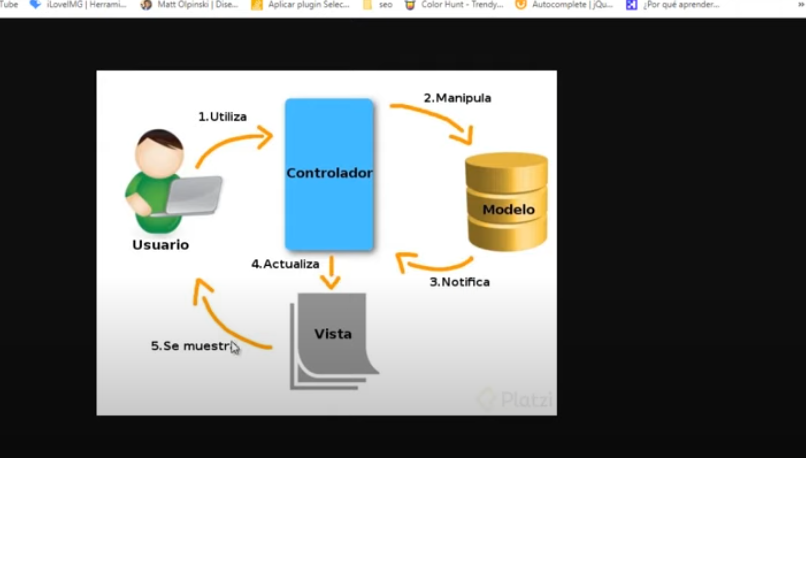 Tube iLoveIMG | Herrami... Matt Olpinski | Dise... Aplicar plugin Selec... seo Color Hunt - Trendy... Autocomplete | jQu... ¿Por qué aprender... »
2.Manipula
1.Utiliza
Controlador
Modelo
Usuario
4.Actualiza
3.Notifica
Vista
5.Se muestr
Platzi